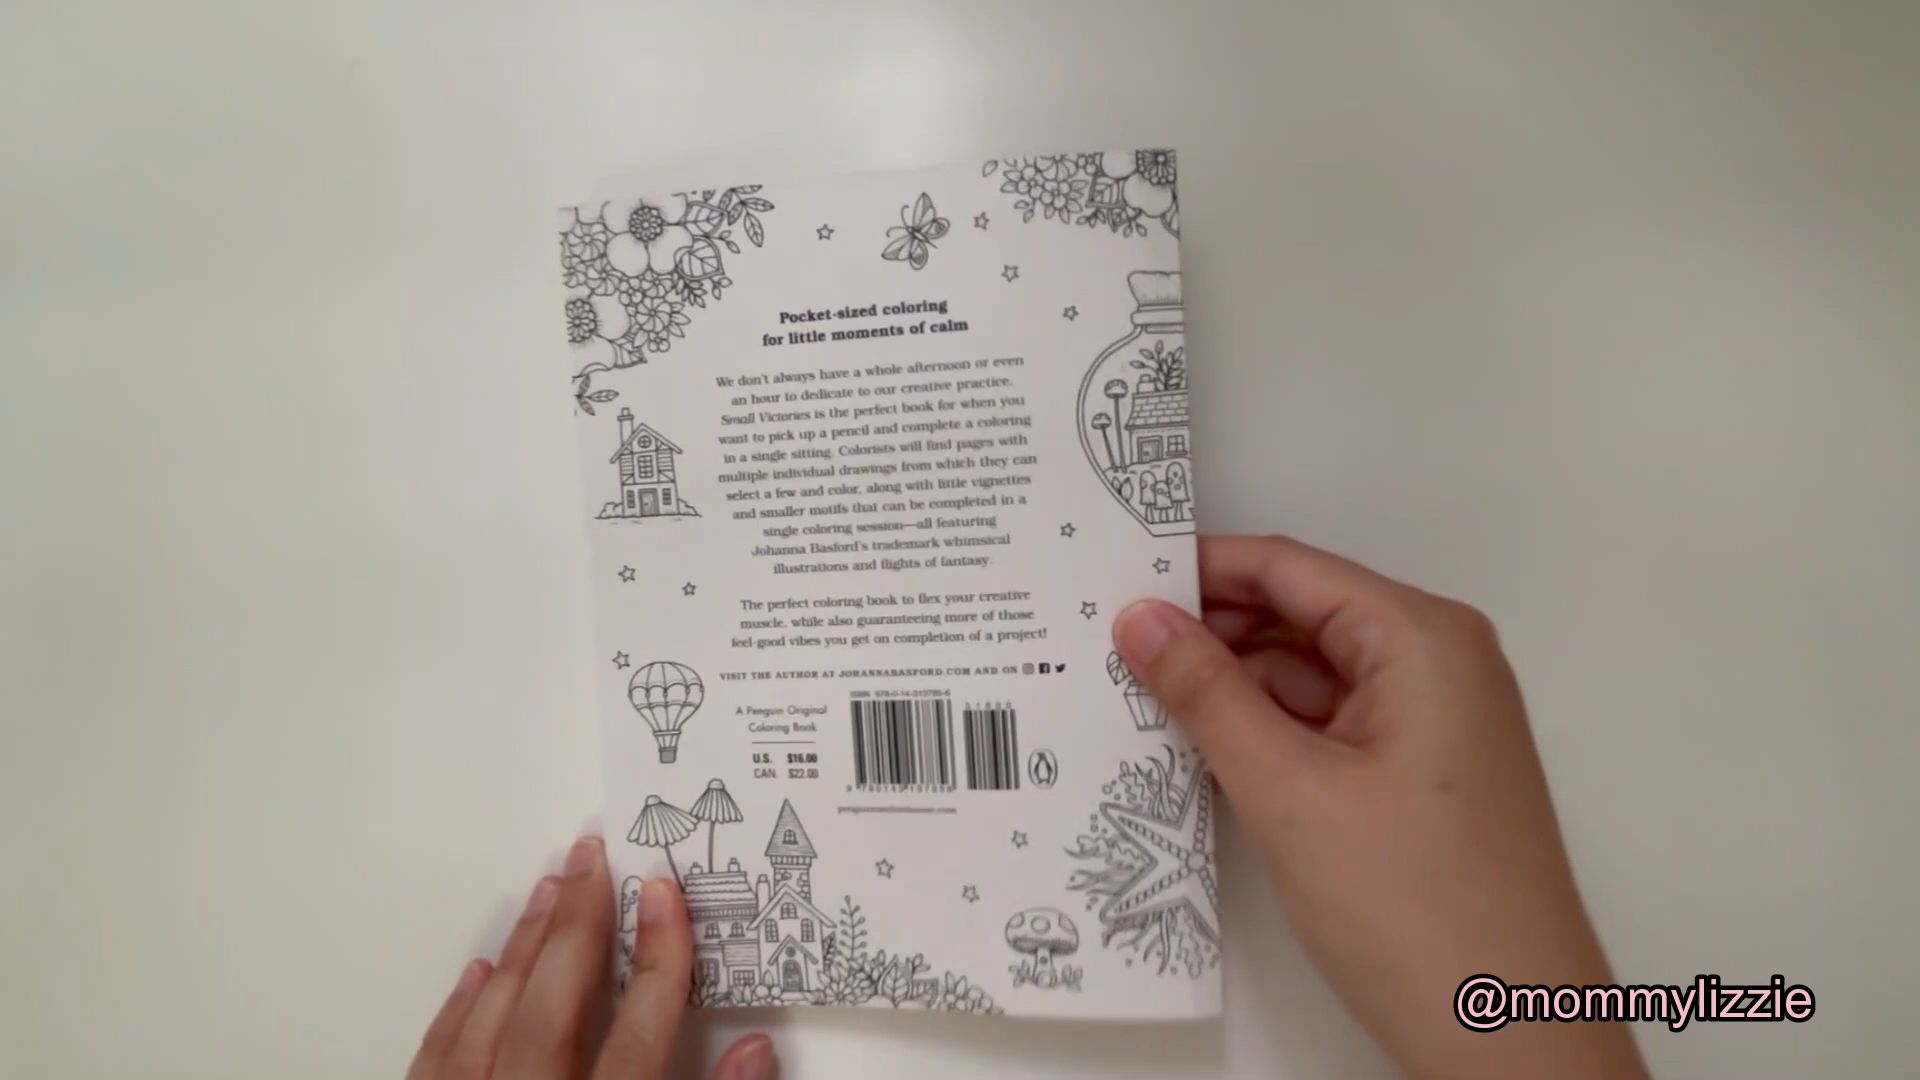 Pocket-sized coloring
for little moments of calm
We don't always have a whole afternoon or even
an hour to dedicate to our creative practice.
Small Victories is the perfect book for when you
want to pick up a pencil and complete a coloring
in a single sitting. Colorists will find pages with
multiple individual drawings from which they can
select a few and color, along with little vignettes
and smaller motifs that can be completed in a
single coloring session—all featuring
Johanna Basford's trademark whimsical
illustrations and flights of fantasy.
The perfect coloring book to flex your creative
muscle, while also guaranteeing more of those
feel-good vibes you get on completion of a project!
VISIT THE AUTHOR AT JOHANNABASFORD.COM AND ON
A Penguin Original
Coloring Book
U.S. $16.00
CAN $22.00
ISBN
51600
@mommylizzie